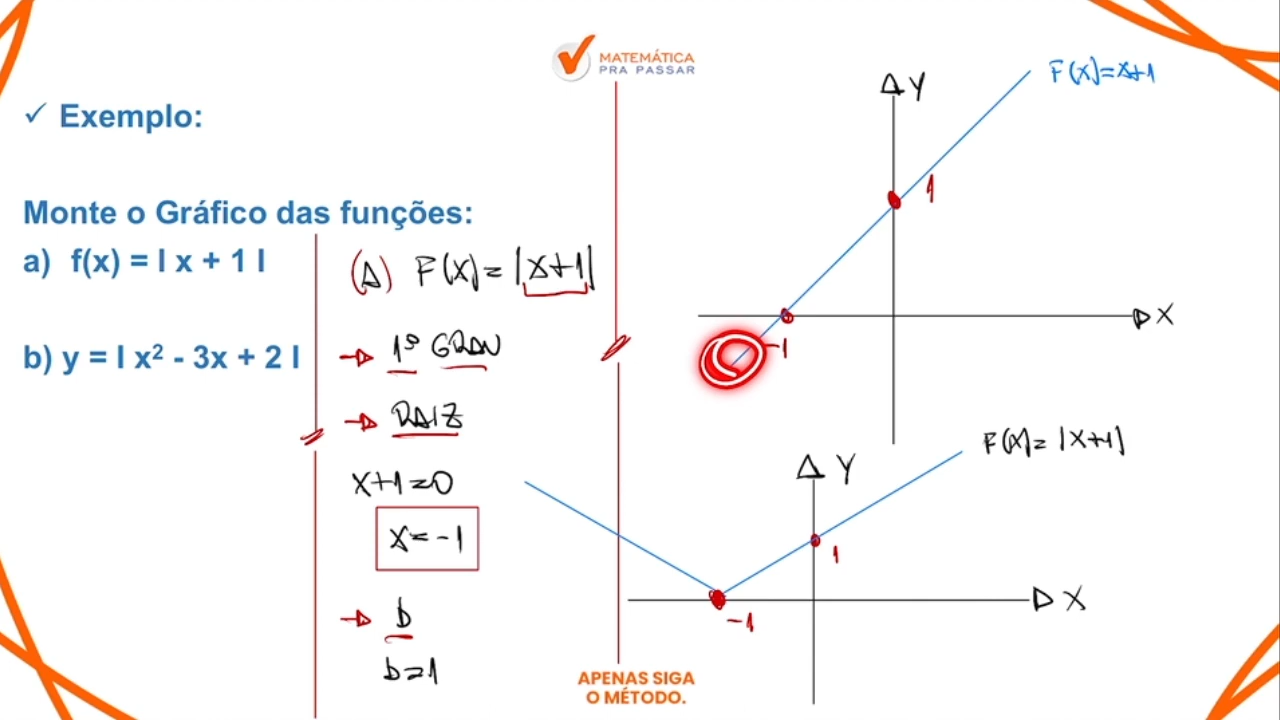 MATEMÁTICA
PRA PASSAR
✓ Exemplo:
Monte o Gráfico das funções:
a) f(x) = l x + 1 l
b) y = l x² - 3x + 2 l
(A) F(X) = |X+1|
→ 1º GRAU
→ RAIZ
X+1=0
X=-1
→ b
b=1
Y
F(X)=X+1
1
X
-1
F(X)= |X+1|
Y
1
X
-1
APENAS SIGA
O MÉTODO.